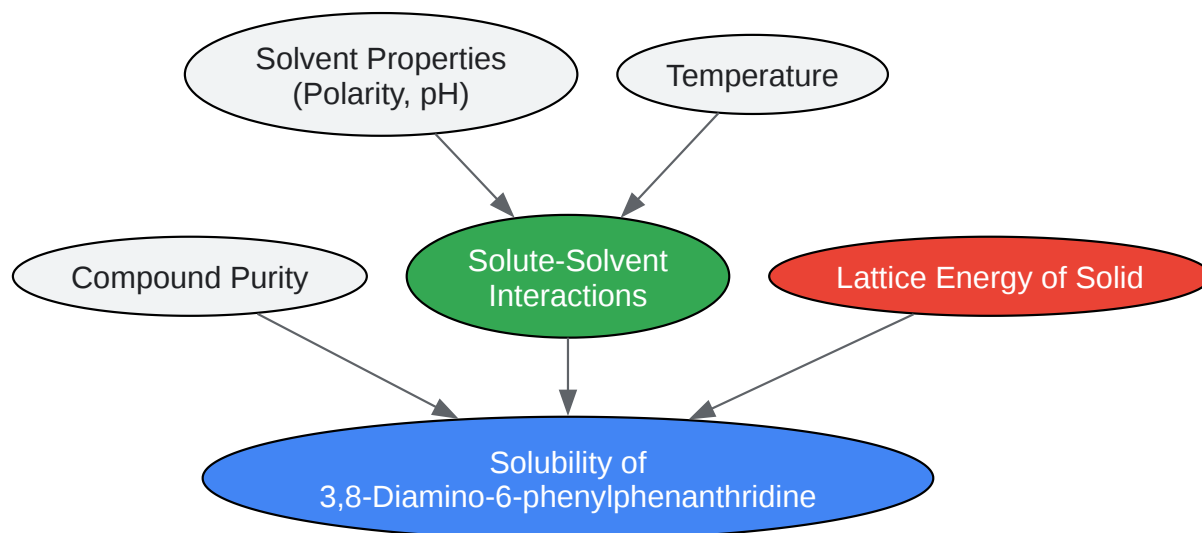 Solvent Properties
(Polarity, pH)
Temperature
Compound Purity
Solute-Solvent
Interactions
Lattice Energy of Solid
Solubility of
3,8-Diamino-6-phenylphenanthridine